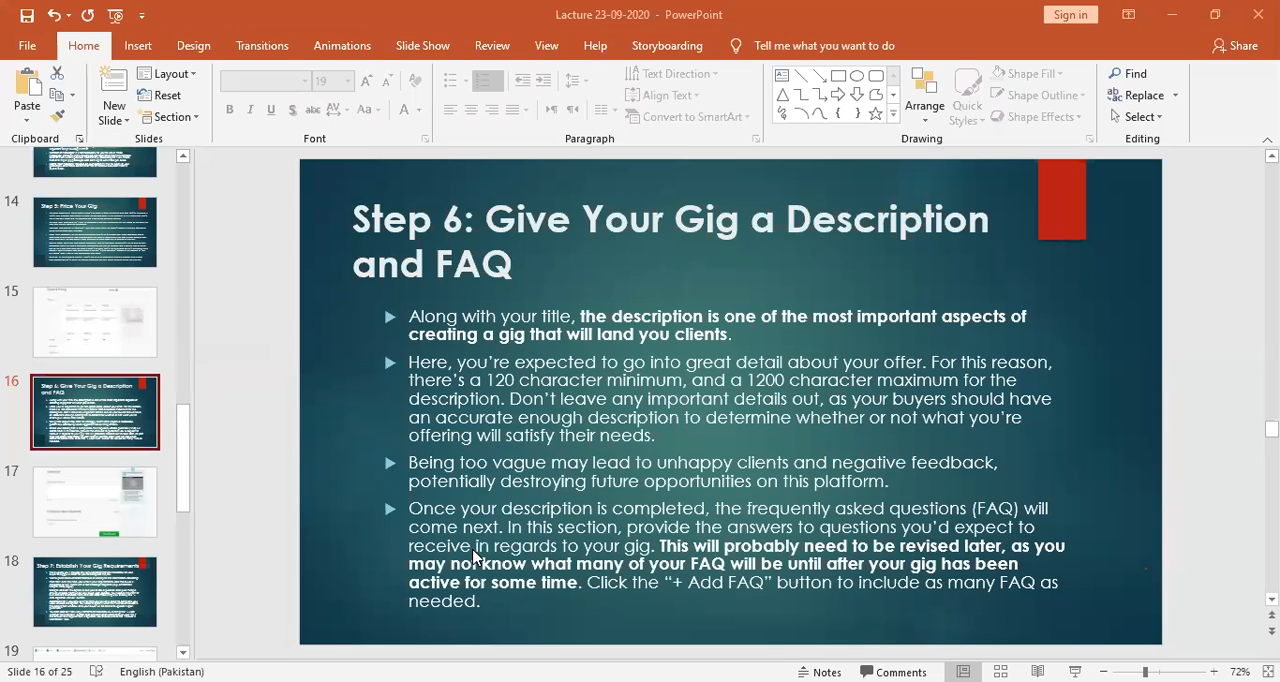 Lacture 23-09-2020 - PowerPoint
Sign in
File Home Insert Design Transitions Animations Slide Show Review View Help Storyboarding Tell me what you want to do Share
Paste
New
Slide
Layout
Reset
Section
19
B I U S abc AV Aa A
Text Direction
Align Text
Convert to SmartArt
Arrange
Quick
Styles
Shape Fill
Shape Outline
Shape Effects
Find
Replace
Select
Clipboard Slides Font Paragraph Drawing Editing
14
Step 5: Price Your Gig
15
16
Step 6: Give Your Gig a Description
and FAQ
17
18
Step 7: Establish Your Gig Requirements
19
Step 6: Give Your Gig a Description
and FAQ
Along with your title, the description is one of the most important aspects of
creating a gig that will land you clients.
Here, you’re expected to go into great detail about your offer. For this reason,
there’s a 120 character minimum, and a 1200 character maximum for the
description. Don’t leave any important details our, as your buyers should have
an accurate enough description to determine whether or not what you’re
offering will satisfy their needs.
Being too vague may lead to unhappy clients and negative feedback,
potentially destroying future opportunities on this platform.
Once your description is completed, the frequently asked questions (FAQ) will
come next. In this section, provide the answers to questions you’d expect to
receive in regards to your gig. This will probably need to be revised later, as you
may not know what many of your FAQ will be until after your gig has been
active for some time. Click the “+ Add FAQ” button to include as many FAQ as
needed.
Slide 16 of 25 English (Pakistan) Notes Comments 72%